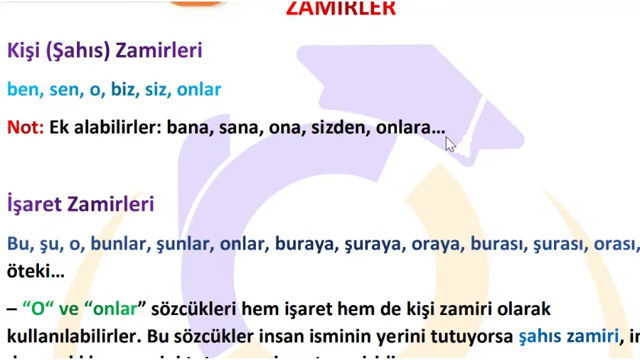 ZAMİRLER
Kişi (Şahıs) Zamirleri
ben, sen, o, biz, siz, onlar
Not: Ek alabilirler: bana, sana, ona, sizden, onlara...
İşaret Zamirleri
Bu, şu, o, bunlar, şunlar, onlar, buraya, şuraya, oraya, burası, şurası, orası,
öteki...
– “O“ ve “onlar” sözcükleri hem işaret hem de kişi zamiri olarak
kullanılabilirler. Bu sözcükler insan isminin yerini tutuyorsa şahıs zamiri,